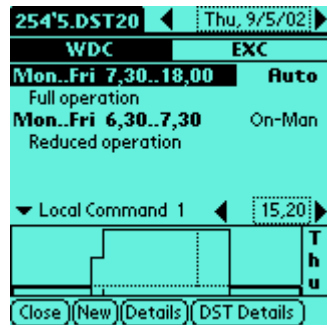 254'5.DST20 Thu, 9/5/02
WDC EXC
Mon..Fri 7,30..18,00 Auto
Full operation
Mon..Fri 6,30..7,30 On-Man
Reduced operation
Local Command 1 15,20
Thu
Close New Details DST Details